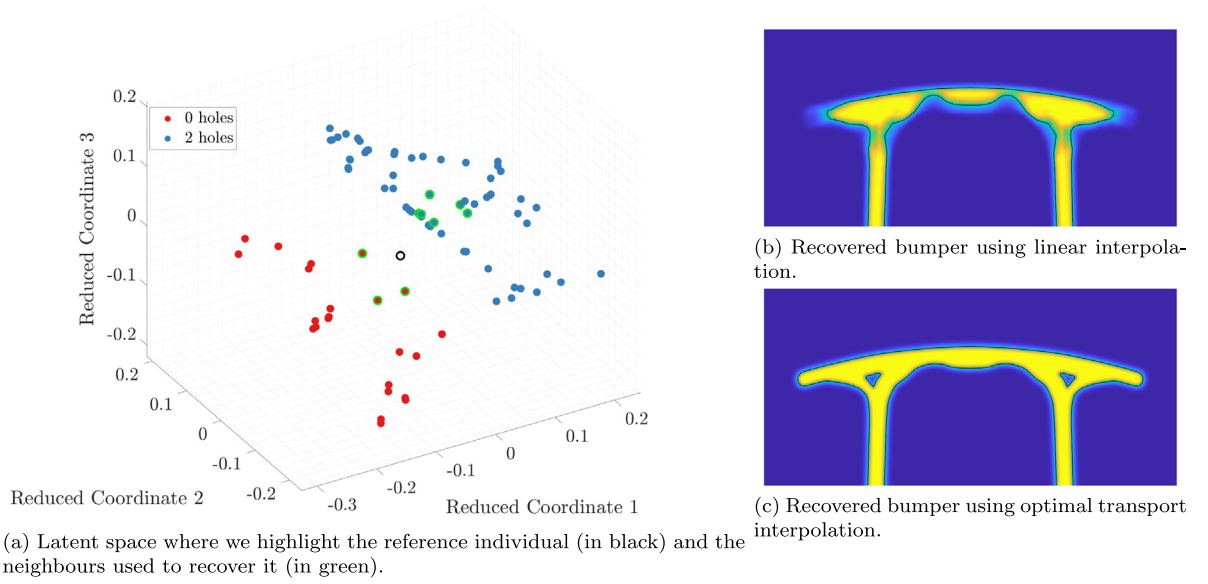 0.2
0.1
0
-0.1
-0.2
Reduced Coordinate 3
0 holes
2 holes
0.2
0.1
0
-0.1
-0.2
Reduced Coordinate 2
-0.3
-0.2
-0.1
0
0.1
0.2
Reduced Coordinate 1
(a) Latent space where we highlight the reference individual (in black) and the
neighbours used to recover it (in green).
(b) Recovered bumper using linear interpola-
tion.
(c) Recovered bumper using optimal transport
interpolation.